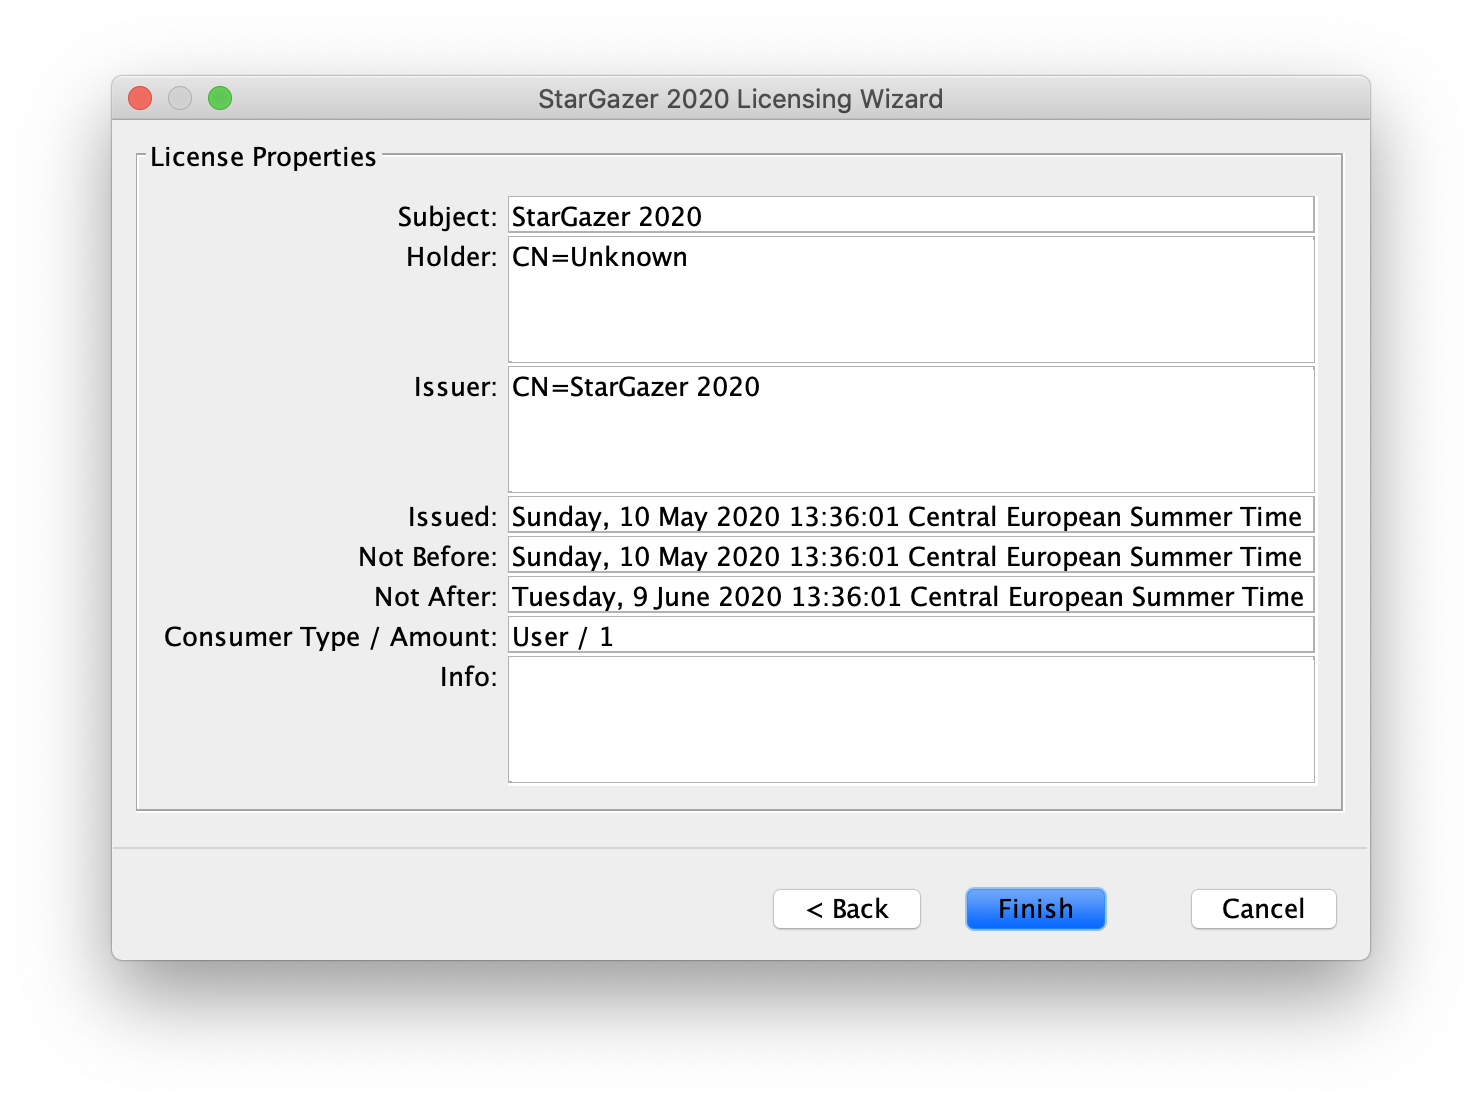 StarGazer 2020 Licensing Wizard
License Properties
Subject: StarGazer 2020
Holder: CN=Unknown
Issuer: CN=StarGazer 2020
Issued: Sunday, 10 May 2020 13:36:01 Central European Summer Time
Not Before: Sunday, 10 May 2020 13:36:01 Central European Summer Time
Not After: Tuesday, 9 June 2020 13:36:01 Central European Summer Time
Consumer Type / Amount: User / 1
Info:
< Back Finish Cancel